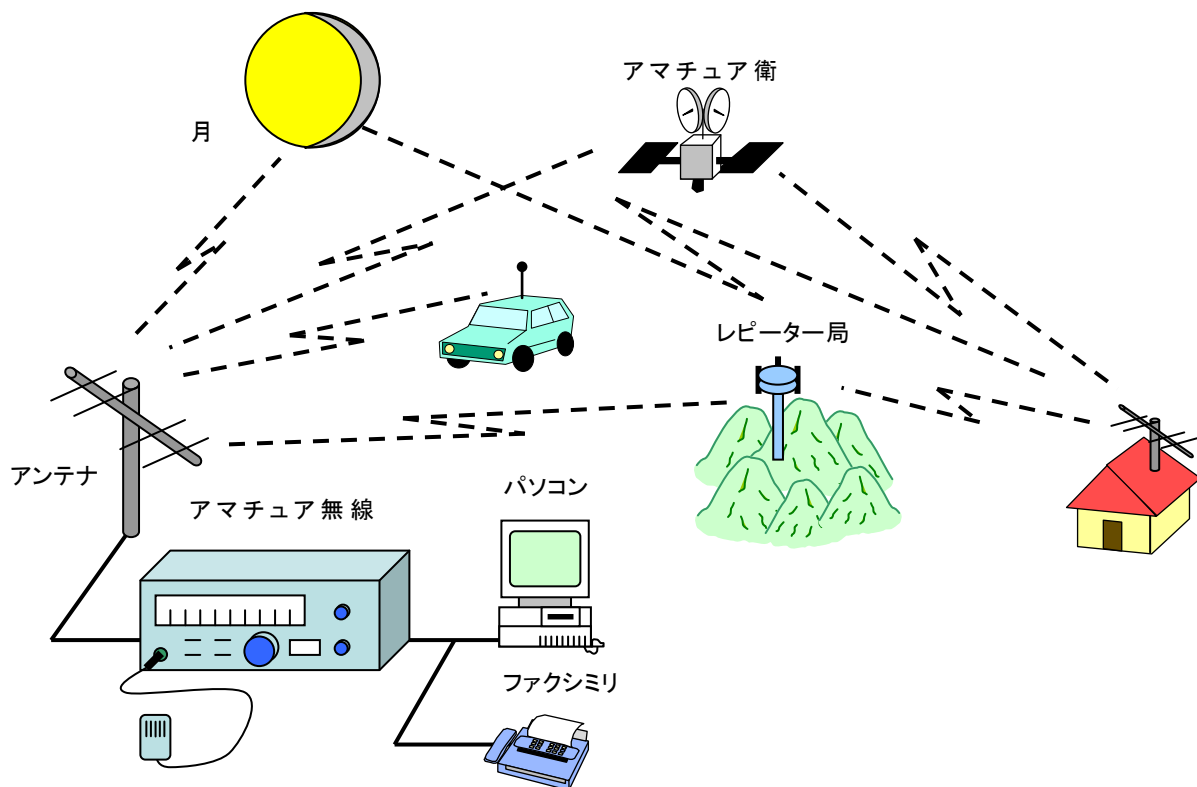 アマチュア衛
月
レピーター局
アンテナ
パソコン
アマチュア無線
ファクシミリ